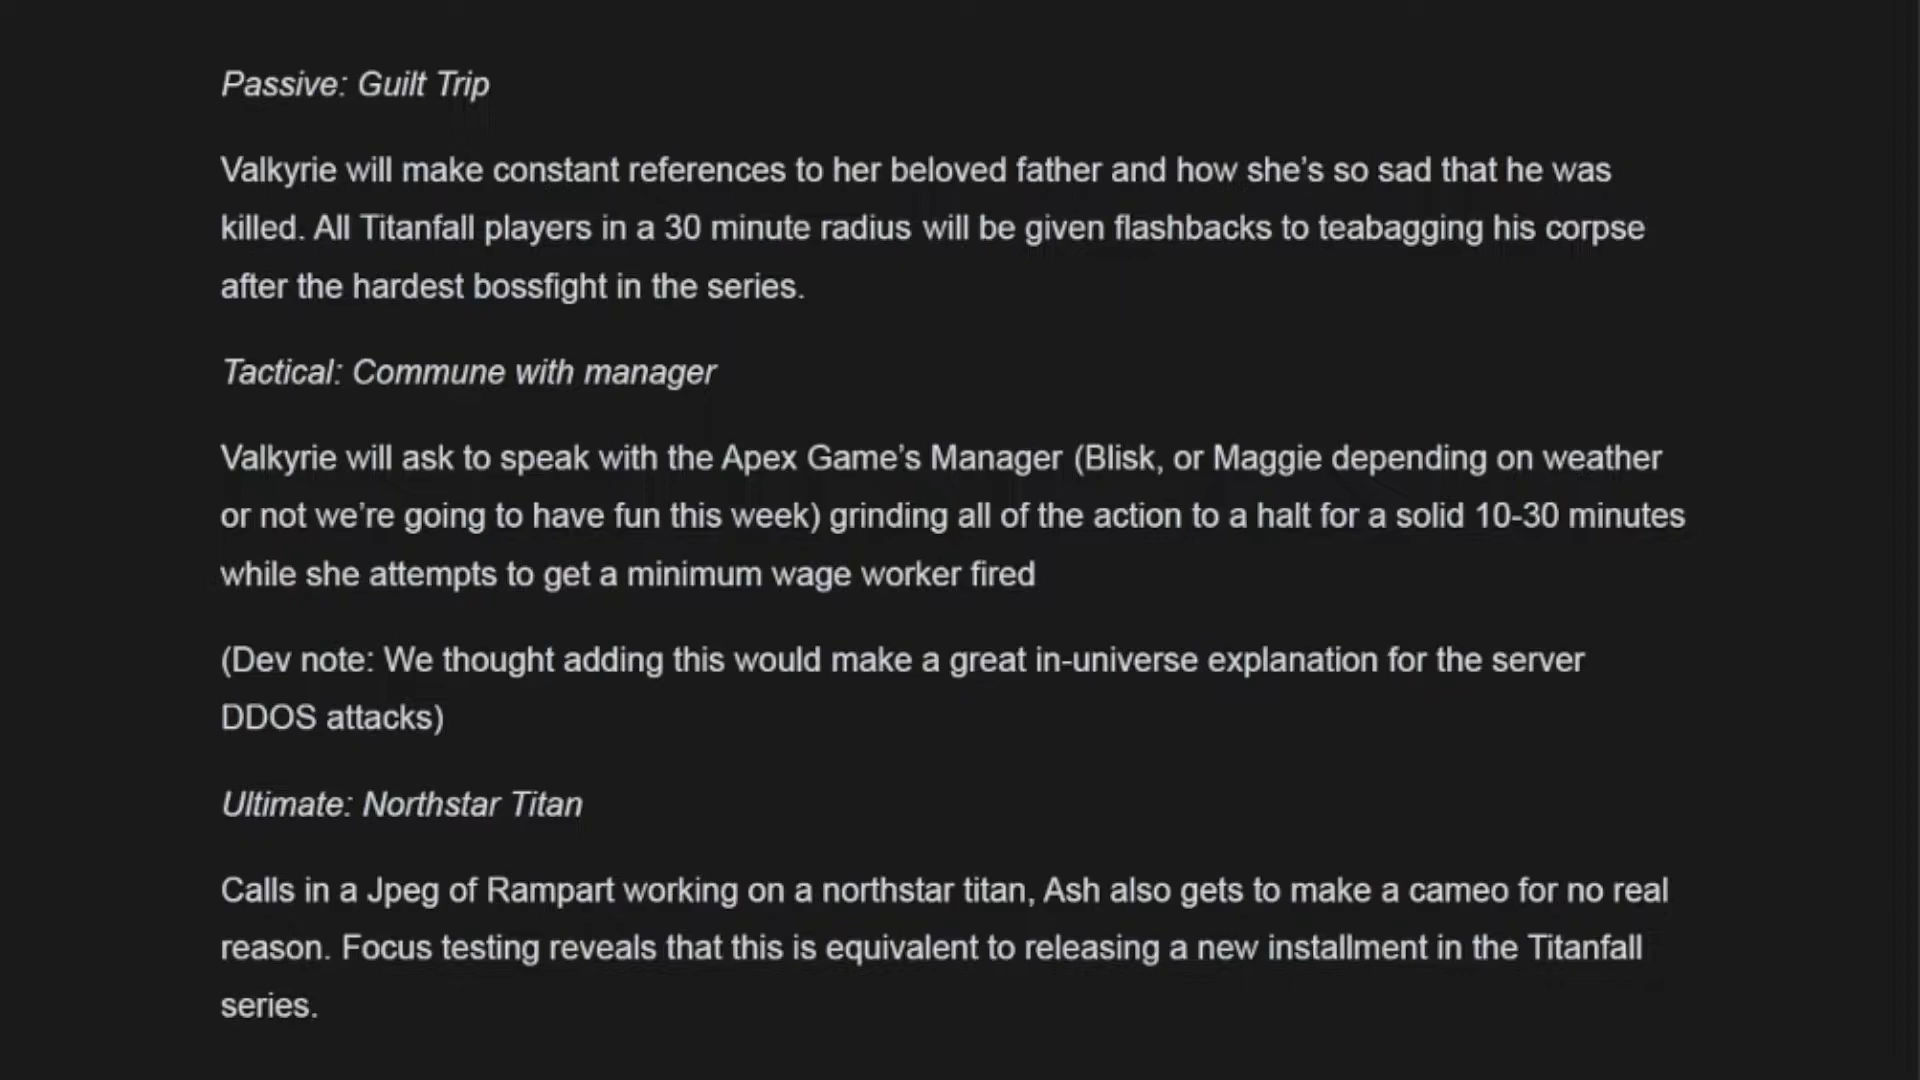 Passive: Guilt Trip
Valkyrie will make constant references to her beloved father and how she’s so sad that he was
killed. All Titanfall players in a 30 minute radius will be given flashbacks to teabagging his corpse
after the hardest bossfight in the series.
Tactical: Commune with manager
Valkyrie will ask to speak with the Apex Game’s Manager (Blisk, or Maggie depending on weather
or not we’re going to have fun this week) grinding all of the action to a halt for a solid 10-30 minutes
while she attempts to get a minimum wage worker fired
(Dev note: We thought adding this would make a great in-universe explanation for the server
DDOS attacks)
Ultimate: Northstar Titan
Calls in a Jpeg of Rampart working on a northstar titan, Ash also gets to make a cameo for no real
reason. Focus testing reveals that this is equivalent to releasing a new installment in the Titanfall
series.